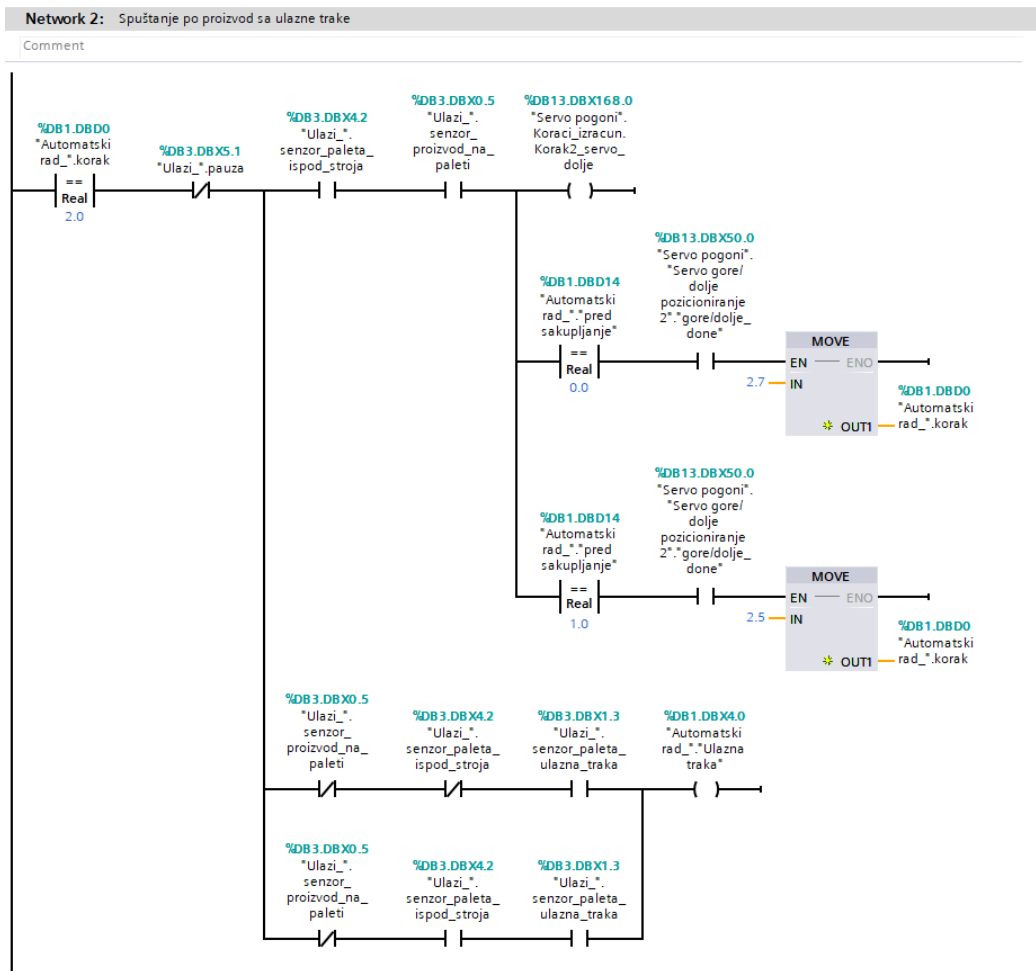 Network 2: Spuštanje po proizvod sa ulazne trake
Comment
%DB1.DBD0
"Automatski
rad_".korak
==
Real
2.0
%DB3.DBX5.1
"Ulazi_".pauza
%DB3.DBX4.2
"Ulazi_".
senzor_paleta_
ispod_stroja
%DB3.DBX0.5
"Ulazi_".
senzor_
proizvod_na_
paleti
%DB13.DBX168.0
"Servo pogoni".
Koraci_izracun.
Korak2_servo_
dolje
%DB1.DBD14
"Automatski
rad_"."pred
sakupljanje"
==
Real
0.0
%DB13.DBX50.0
"Servo pogoni".
"Servo gore/
dolje
pozicioniranje
2"."gore/dolje_
done"
MOVE
EN ENO
2.7 IN
OUT1
%DB1.DBD0
"Automatski
rad_".korak
%DB1.DBD14
"Automatski
rad_"."pred
sakupljanje"
==
Real
1.0
%DB13.DBX50.0
"Servo pogoni".
"Servo gore/
dolje
pozicioniranje
2"."gore/dolje_
done"
MOVE
EN ENO
2.5 IN
OUT1
%DB1.DBD0
"Automatski
rad_".korak
%DB3.DBX0.5
"Ulazi_".
senzor_
proizvod_na_
paleti
%DB3.DBX4.2
"Ulazi_".
senzor_paleta_
ispod_stroja
%DB3.DBX1.3
"Ulazi_".
senzor_paleta_
ulazna_traka
%DB1.DBX4.0
"Automatski
rad_"."Ulazna
traka"
%DB3.DBX0.5
"Ulazi_".
senzor_
proizvod_na_
paleti
%DB3.DBX4.2
"Ulazi_".
senzor_paleta_
ispod_stroja
%DB3.DBX1.3
"Ulazi_".
senzor_paleta_
ulazna_traka